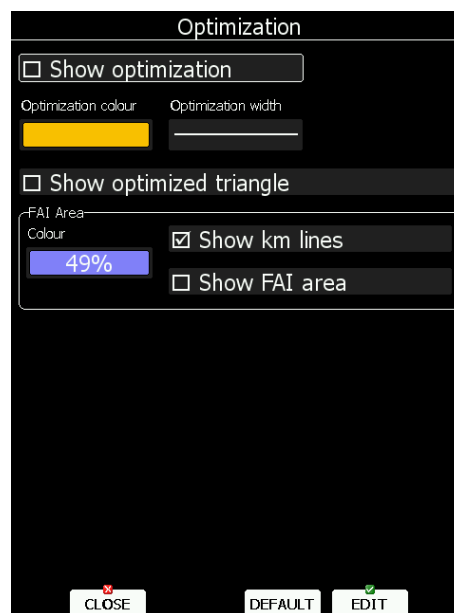 Optimization
Show optimization
Optimization colour Optimization width
Show optimized triangle
FAI Area
Colour
Show km lines
49%
Show FAI area
CLOSE DEFAULT EDIT